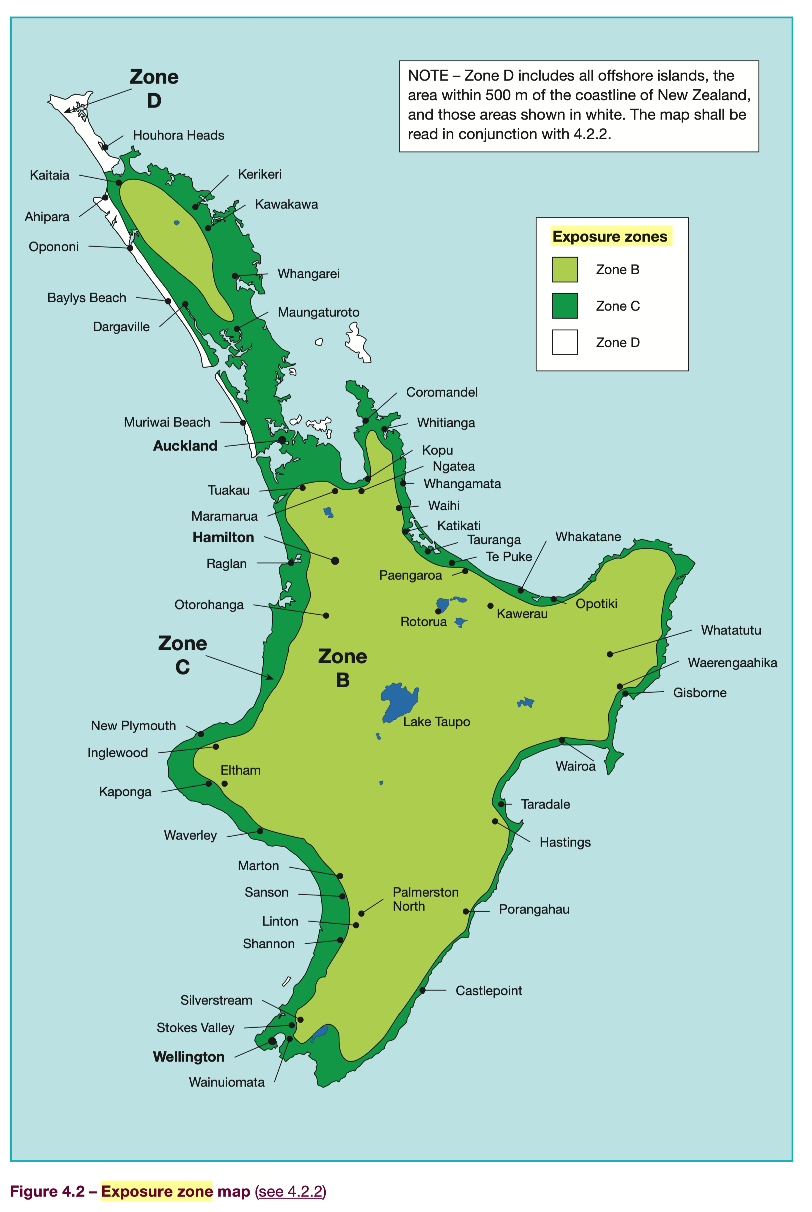 Zone
D
NOTE – Zone D includes all offshore islands, the
area within 500 m of the coastline of New Zealand,
and those areas shown in white. The map shall be
read in conjunction with 4.2.2.
Houhora Heads
Kaitaia
Kerikeri
Ahipara
Kawakawa
Opononi
Exposure zones
Zone B
Zone C
Zone D
Whangarei
Baylys Beach
Dargaville
Maungaturoto
Coromandel
Muriwai Beach
Whitianga
Auckland
Kopu
Ngatea
Tuakau
Whangamata
Maramarua
Waihi
Hamilton
Katikati
Tauranga
Whakatane
Raglan
Te Puke
Paengaroa
Otorohanga
Rotorua
Kawerau
Opotiki
Whatatutu
Zone
C
Zone
B
Waerengaahika
Gisborne
New Plymouth
Lake Taupo
Inglewood
Wairoa
Eltham
Kaponga
Taradale
Waverley
Hastings
Marton
Sanson
Palmerston
North
Linton
Porangahau
Shannon
Castlepoint
Silverstream
Stokes Valley
Wellington
Wainuiomata
Figure 4.2 – Exposure zone map (see 4.2.2)